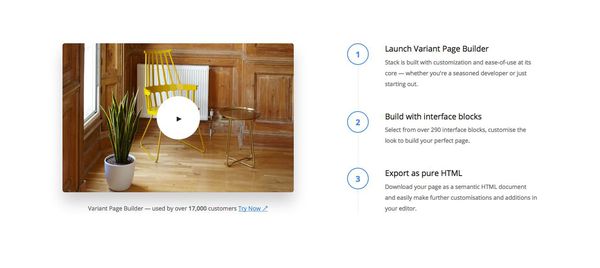 1
Launch Variant Page Builder
Stack is built with customization and ease-of-use at its
core — whether you're a seasoned developer or just
starting out.
2
Build with interface blocks
Select from over 290 interface blocks, customise the
look to build your perfect page.
3
Export as pure HTML
Download your page as a semantic HTML document
and easily make further customisations and additions in
your editor.
Variant Page Builder — used by over 17,000 customers Try Now ↗